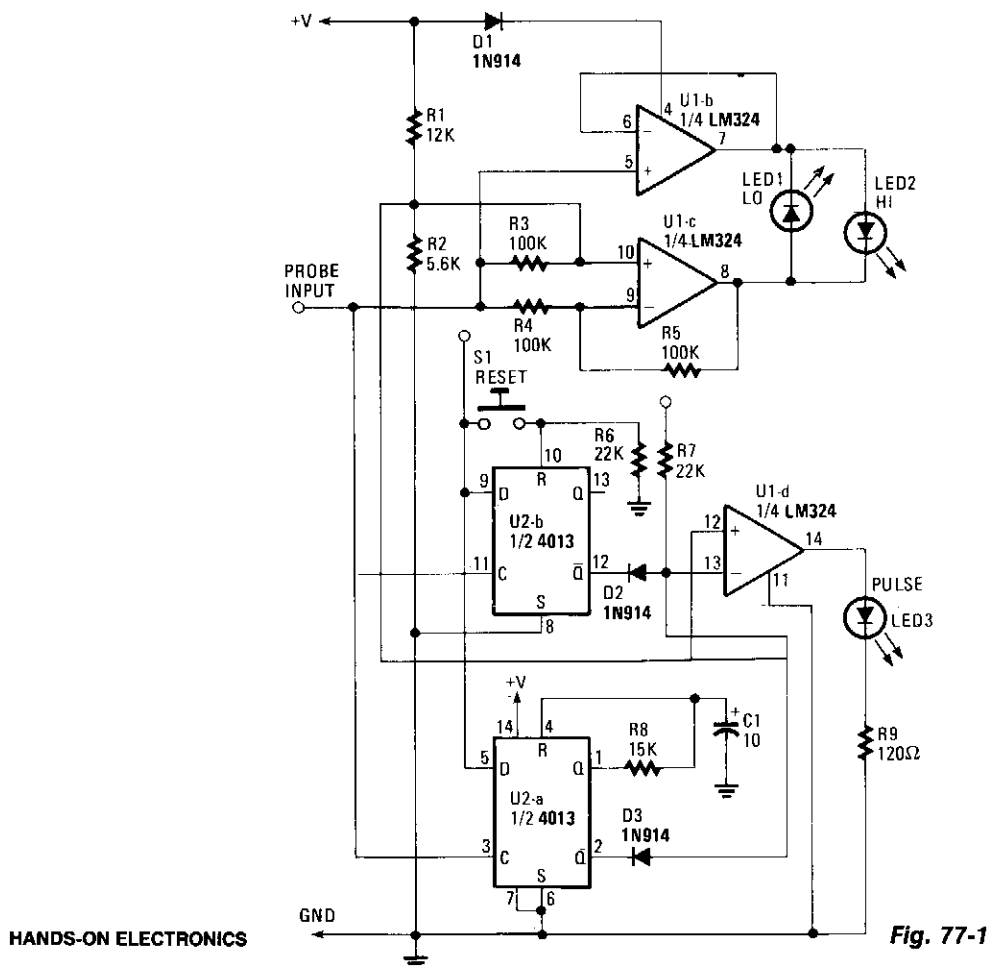 +V
D1
1N914
R1
12K
U1-b
1/4 LM324
4
6
−
7
5
+
LED1
LO
LED2
HI
R2
5.6K
R3
100K
U1-c
1/4 LM324
10
+
8
9
−
PROBE
INPUT
R4
100K
R5
100K
S1
RESET
R6
22K
R7
22K
10
R
9
D
Q
13
U2-b
1/2 4013
11
C
Q̅
12
S
8
D2
1N914
U1-d
1/4 LM324
12
+
14
13
−
11
PULSE
LED3
+V
14
4
R
R8
15K
+
C1
10
R9
120Ω
5
D
Q
1
U2-a
1/2 4013
D3
1N914
3
C
Q̅
2
S
7
6
GND
HANDS-ON ELECTRONICS
Fig. 77-1